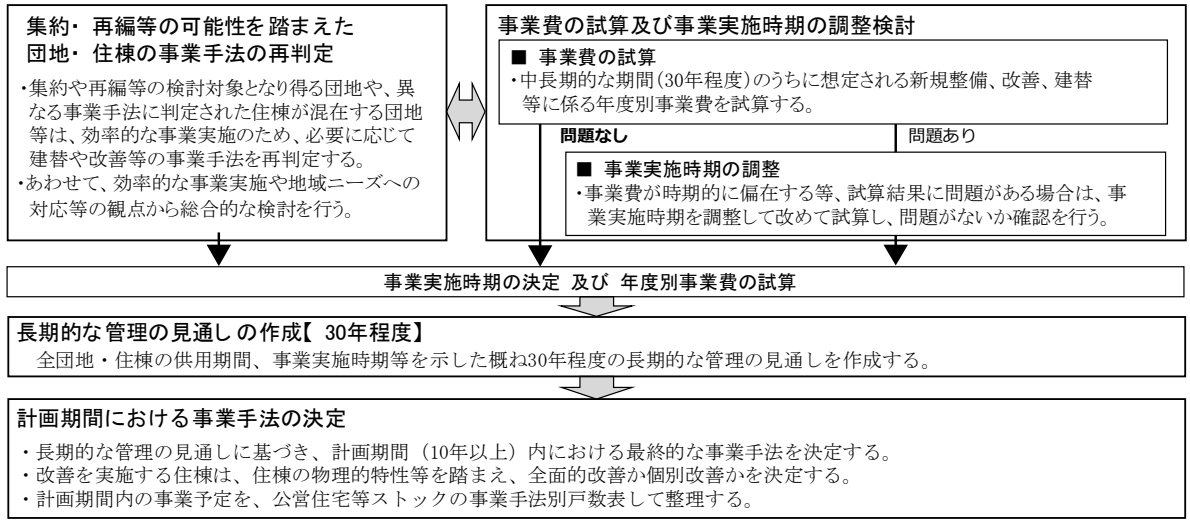 集約・ 再編等の可能性を踏まえた
団地・ 住棟の事業手法の再判定
・集約や再編等の検討対象となり得る団地や、異
なる事業手法に判定された住棟が混在する団地
等は、効率的な事業実施のため、必要に応じて
建替や改善等の事業手法を再判定する。
・あわせて、効率的な事業実施や地域ニーズへの
対応等の観点から総合的な検討を行う。
事業費の試算及び事業実施時期の調整検討
■ 事業費の試算
・中長期的な期間（30年程度）のうちに想定される新規整備、改善、建替
等に係る年度別事業費を試算する。
問題なし
問題あり
■ 事業実施時期の調整
・事業費が時期的に偏在する等、試算結果に問題がある場合は、事
業実施時期を調整して改めて試算し、問題がないか確認を行う。
事業実施時期の決定 及び 年度別事業費の試算
長期的な管理の見通しの作成【 30年程度】
全団地・住棟の供用期間、事業実施時期等を示した概ね30年程度の長期的な管理の見通しを作成する。
計画期間における事業手法の決定
・長期的な管理の見通しに基づき、計画期間（10年以上）内における最終的な事業手法を決定する。
・改善を実施する住棟は、住棟の物理的特性等を踏まえ、全面的改善か個別改善かを決定する。
・計画期間内の事業予定を、公営住宅等ストックの事業手法別戸数表して整理する。